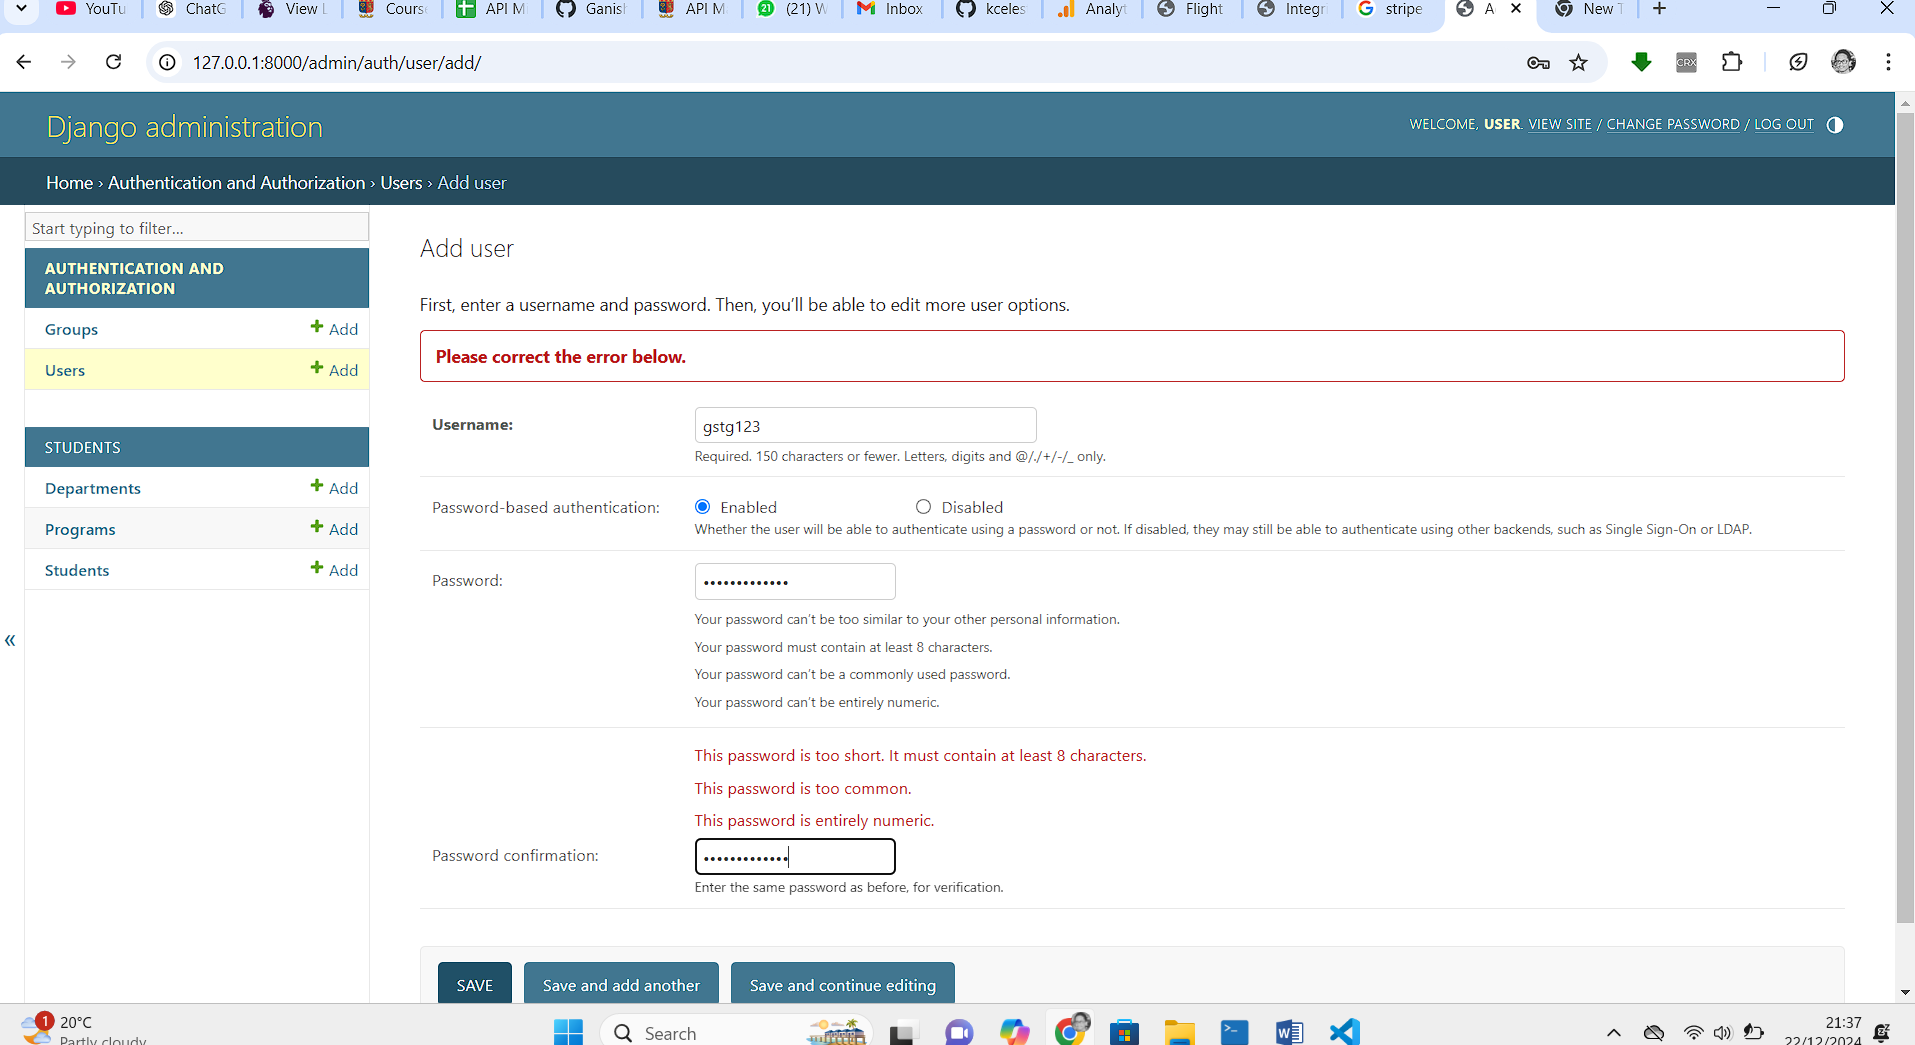 YouTu
ChatG
View L
Cours
API M
Ganish
API M
(21) W
Inbox
kceles
Analyt
Flight
Integr
stripe
A
New T
127.0.0.1:8000/admin/auth/user/add/
CRX
Django administration
WELCOME, USER. VIEW SITE / CHANGE PASSWORD / LOG OUT
Home › Authentication and Authorization › Users › Add user
Start typing to filter...
AUTHENTICATION AND
AUTHORIZATION
Groups + Add
Users + Add
STUDENTS
Departments + Add
Programs + Add
Students + Add
«
Add user
First, enter a username and password. Then, you’ll be able to edit more user options.
Please correct the error below.
Username:
gstg123
Required. 150 characters or fewer. Letters, digits and @/./+/-/_ only.
Password-based authentication:
Enabled
Disabled
Whether the user will be able to authenticate using a password or not. If disabled, they may still be able to authenticate using other backends, such as Single Sign-On or LDAP.
Password:
•••••••••••••
Your password can’t be too similar to your other personal information.
Your password must contain at least 8 characters.
Your password can’t be a commonly used password.
Your password can’t be entirely numeric.
This password is too short. It must contain at least 8 characters.
This password is too common.
This password is entirely numeric.
Password confirmation:
•••••••••••••
Enter the same password as before, for verification.
SAVE
Save and add another
Save and continue editing
1
20°C
Partly cloudy
Search
21:37
22/12/2024